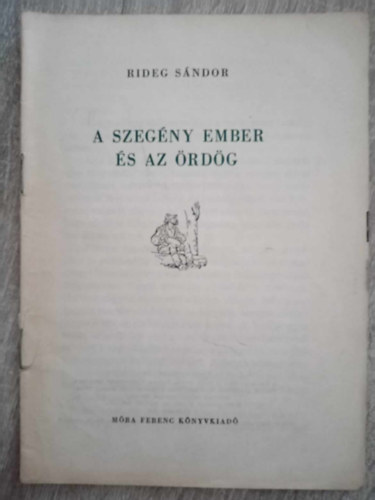 RIDEG SÁNDOR
A SZEGÉNY EMBER
ÉS AZ ÖRDÖG
MÓRA FERENC KÖNYVKIADÓ